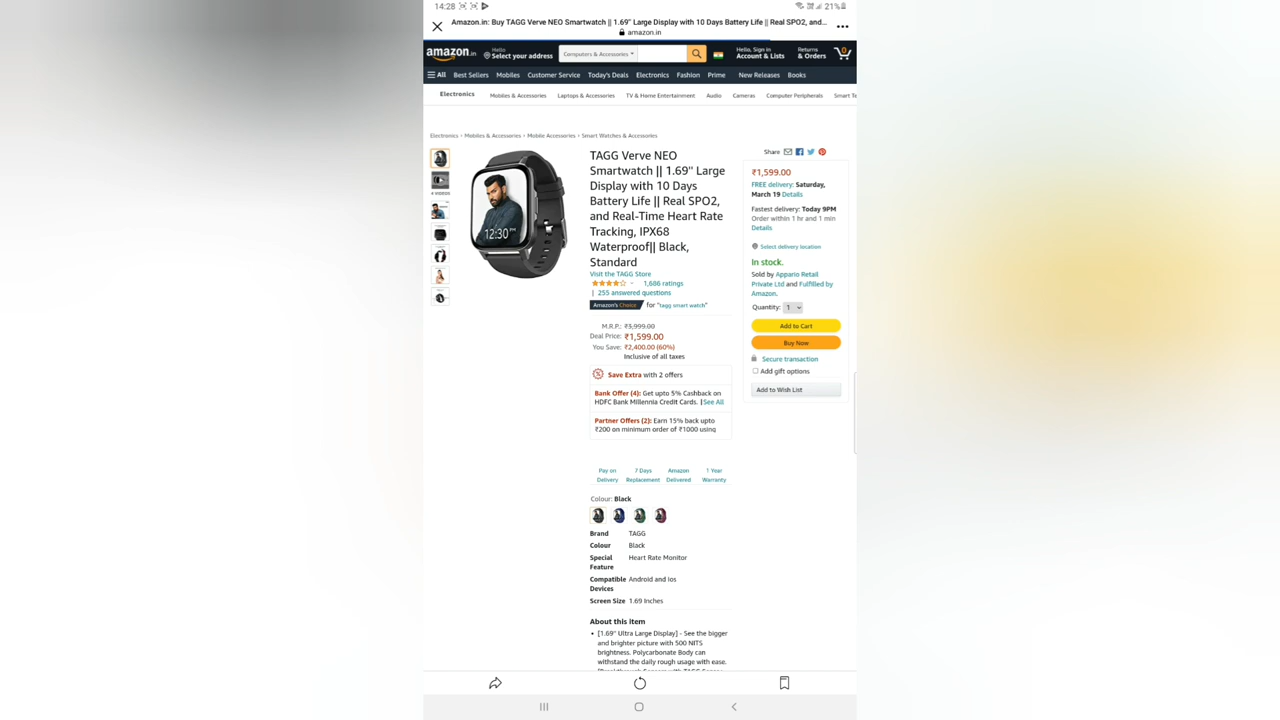 14:28
21%
Amazon.in: Buy TAGG Verve NEO Smartwatch || 1.69" Large Display with 10 Days Battery Life || Real SPO2, and...
amazon.in
amazon.in
Hello
Select your address
Computers & Accessories
Hello, Sign in
Account & Lists
Returns
& Orders
0
All Best Sellers Mobiles Customer Service Today's Deals Electronics Fashion Prime New Releases Books
Electronics Mobiles & Accessories Laptops & Accessories TV & Home Entertainment Audio Cameras Computer Peripherals Smart Te
Electronics › Mobiles & Accessories › Mobile Accessories › Smart Watches & Accessories
12:30
TAGG Verve NEO
Smartwatch || 1.69'' Large
Display with 10 Days
Battery Life || Real SPO2,
and Real-Time Heart Rate
Tracking, IPX68
Waterproof|| Black,
Standard
Visit the TAGG Store
1,686 ratings
| 255 answered questions
Amazon's Choice for "tagg smart watch"
M.R.P.: ₹3,999.00
Deal Price: ₹1,599.00
You Save: ₹2,400.00 (60%)
Inclusive of all taxes
Save Extra with 2 offers
Bank Offer (4): Get upto 5% Cashback on
HDFC Bank Millennia Credit Cards. | See All
Partner Offers (2): Earn 15% back upto
₹200 on minimum order of ₹1000 using
Pay on
Delivery
7 Days
Replacement
Amazon
Delivered
1 Year
Warranty
Colour: Black
Brand TAGG
Colour Black
Special
Feature
Heart Rate Monitor
Compatible
Devices
Android and ios
Screen Size 1.69 Inches
About this item
• [1.69" Ultra Large Display] - See the bigger
and brighter picture with 500 NITS
brightness. Polycarbonate Body can
withstand the daily rough usage with ease.
Share
₹1,599.00
FREE delivery: Saturday,
March 19 Details
Fastest delivery: Today 9PM
Order within 1 hr and 1 min
Details
Select delivery location
In stock.
Sold by Appario Retail
Private Ltd and Fulfilled by
Amazon.
Quantity: 1
Add to Cart
Buy Now
Secure transaction
Add gift options
Add to Wish List